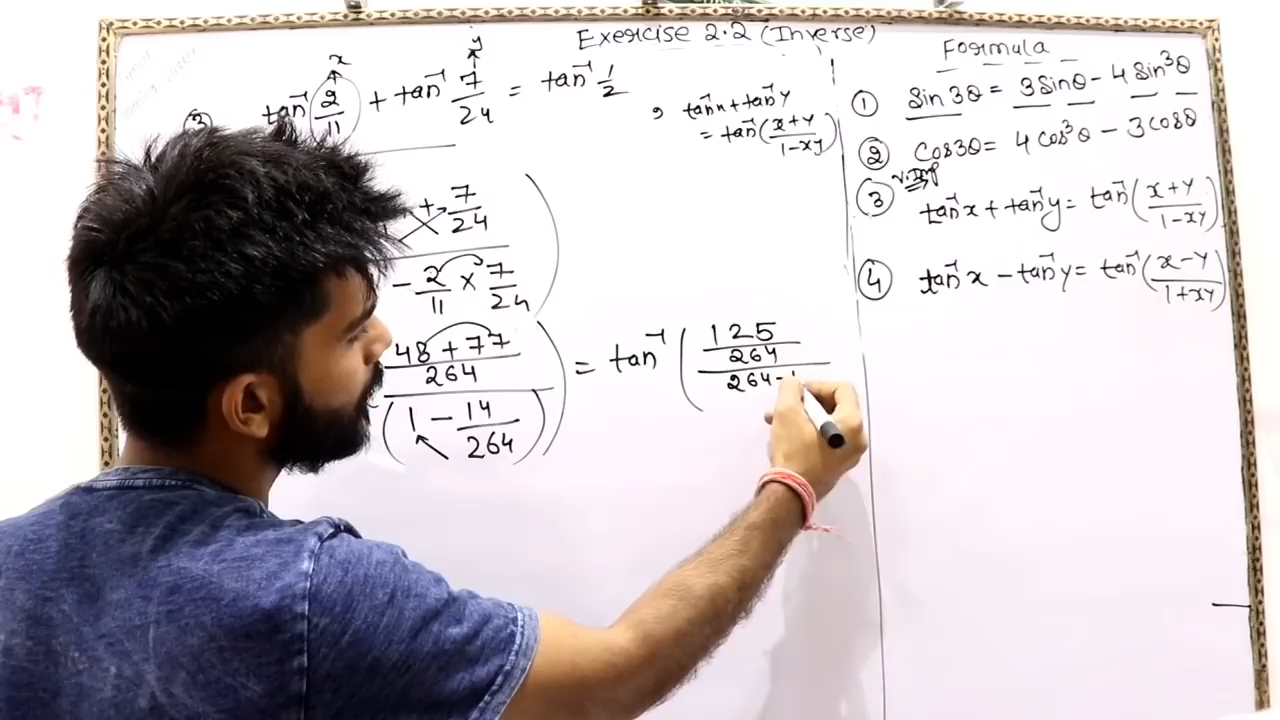 Exercise 2.2 (Inverse)
x
y
tan⁻¹ 2/11 + tan⁻¹ 7/24 = tan⁻¹ 1/2
, tan⁻¹x + tan⁻¹y
= tan⁻¹(x+y/1-xy)
+ 7/24
- 2/11 × 7/24
48 + 77/264
(1 - 14/264) = tan⁻¹(125/264
264-1
Formula
① Sin3θ = 3Sinθ - 4Sin³θ
② Cos3θ = 4cos³θ - 3cosθ
v.Imp
③ tan⁻¹x + tan⁻¹y = tan⁻¹(x+y/1-xy)
④ tan⁻¹x - tan⁻¹y = tan⁻¹(x-y/1+xy)